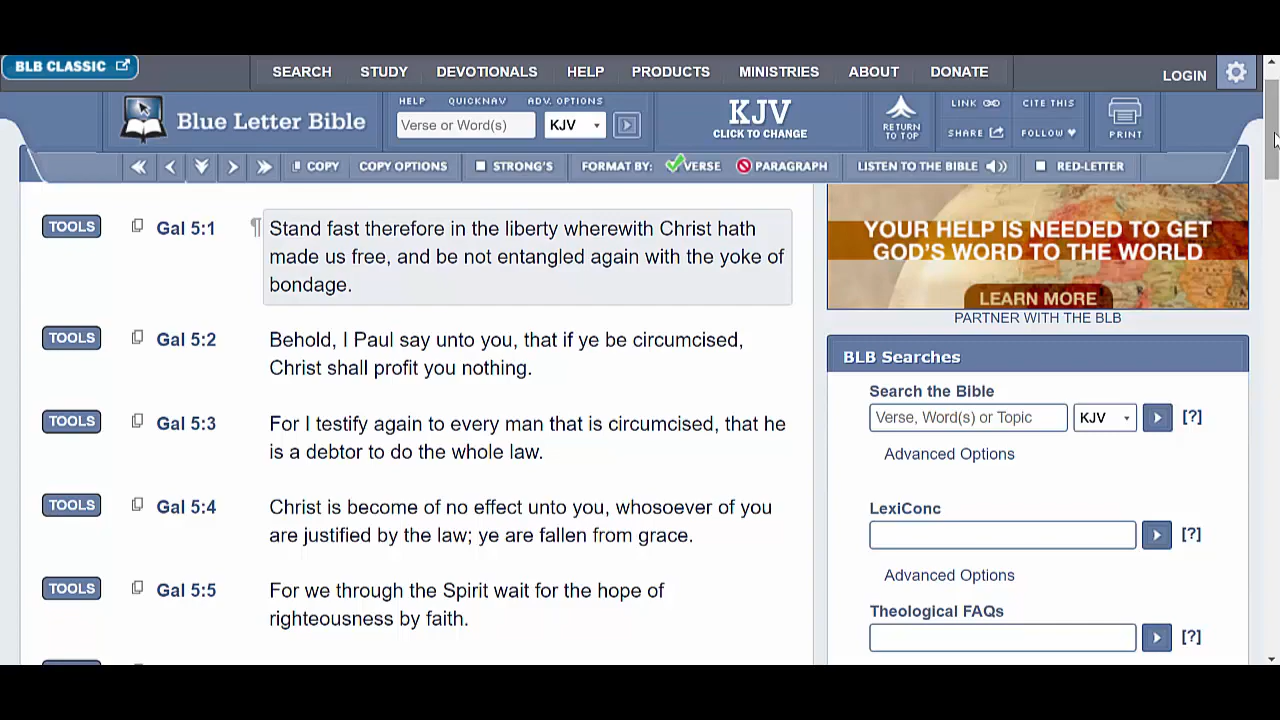 BLB CLASSIC
SEARCH STUDY DEVOTIONALS HELP PRODUCTS MINISTRIES ABOUT DONATE LOGIN
Blue Letter Bible
HELP QUICKNAV ADV. OPTIONS
Verse or Word(s) KJV
KJV
CLICK TO CHANGE
RETURN
TO TOP
LINK CITE THIS
SHARE FOLLOW
PRINT
COPY COPY OPTIONS STRONG'S FORMAT BY: VERSE PARAGRAPH LISTEN TO THE BIBLE RED-LETTER
TOOLS Gal 5:1 ¶ Stand fast therefore in the liberty wherewith Christ hath
made us free, and be not entangled again with the yoke of
bondage.
TOOLS Gal 5:2 Behold, I Paul say unto you, that if ye be circumcised,
Christ shall profit you nothing.
TOOLS Gal 5:3 For I testify again to every man that is circumcised, that he
is a debtor to do the whole law.
TOOLS Gal 5:4 Christ is become of no effect unto you, whosoever of you
are justified by the law; ye are fallen from grace.
TOOLS Gal 5:5 For we through the Spirit wait for the hope of
righteousness by faith.
YOUR HELP IS NEEDED TO GET
GOD'S WORD TO THE WORLD
LEARN MORE
PARTNER WITH THE BLB
BLB Searches
Search the Bible
Verse, Word(s) or Topic KJV [?]
Advanced Options
LexiConc
[?]
Advanced Options
Theological FAQs
[?]